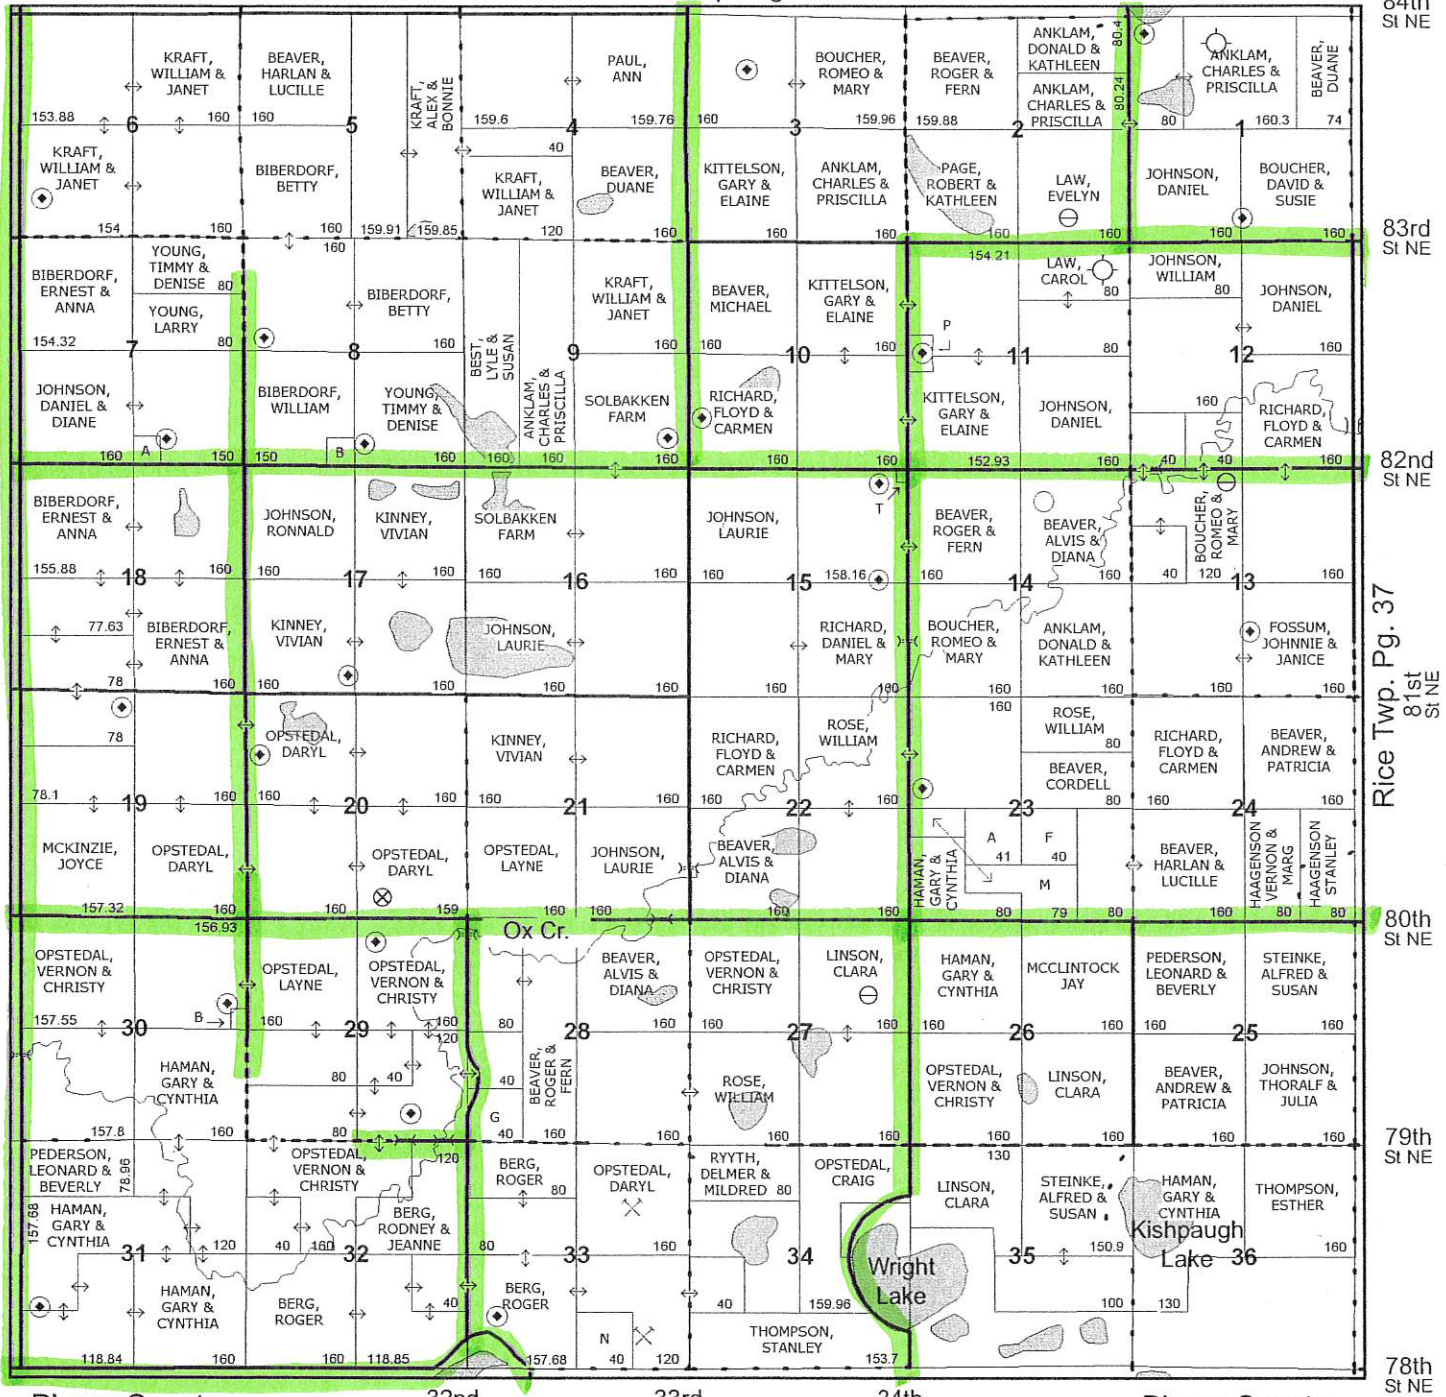 84th
St NE
KRAFT,
WILLIAM &
JANET
BEAVER,
HARLAN &
LUCILLE
KRAFT,
ALEX &
BONNIE
PAUL,
ANN
BOUCHER,
ROMEO &
MARY
BEAVER,
ROGER &
FERN
ANKLAM,
DONALD &
KATHLEEN
ANKLAM,
CHARLES &
PRISCILLA
80.4
80.24
ANKLAM,
CHARLES &
PRISCILLA
BEAVER,
DUANE
153.88 6 160 160 5 159.6 4 159.76 160 3 159.96 159.88 2 80 1 160.3 74
40
KRAFT,
WILLIAM &
JANET
BIBERDORF,
BETTY
KRAFT,
WILLIAM &
JANET
BEAVER,
DUANE
KITTELSON,
GARY &
ELAINE
ANKLAM,
CHARLES &
PRISCILLA
PAGE,
ROBERT &
KATHLEEN
LAW,
EVELYN
JOHNSON,
DANIEL
BOUCHER,
DAVID &
SUSIE
154 160 160 159.91 159.85 120 160 160 160 160 160 160 160
83rd
St NE
160
154.21
BIBERDORF,
ERNEST &
ANNA
YOUNG,
TIMMY &
DENISE
80
YOUNG,
LARRY
BIBERDORF,
BETTY
BEST,
LYLE &
SUSAN
ANKLAM,
CHARLES &
PRISCILLA
KRAFT,
WILLIAM &
JANET
BEAVER,
MICHAEL
KITTELSON,
GARY &
ELAINE
P
LAW,
CAROL
80
JOHNSON,
WILLIAM
80
JOHNSON,
DANIEL
154.32 7 80 8 160 9 160 160 10 160 11 80 12 160
JOHNSON,
DANIEL &
DIANE
A
BIBERDORF,
WILLIAM
B
YOUNG,
TIMMY &
DENISE
SOLBAKKEN
FARM
RICHARD,
FLOYD &
CARMEN
KITTELSON,
GARY &
ELAINE
JOHNSON,
DANIEL
160
RICHARD,
FLOYD &
CARMEN
160 150 150 160 160 160 160 160 160 152.93 160 40 40 160
82nd
St NE
BIBERDORF,
ERNEST &
ANNA
JOHNSON,
RONNALD
KINNEY,
VIVIAN
SOLBAKKEN
FARM
JOHNSON,
LAURIE
T
BEAVER,
ROGER &
FERN
BEAVER,
ALVIS &
DIANA
BOUCHER,
ROMEO &
MARY
155.88 18 160 160 17 160 160 16 160 160 15 158.16 160 14 160 40 120 13 160
77.63
BIBERDORF,
ERNEST &
ANNA
KINNEY,
VIVIAN
JOHNSON,
LAURIE
RICHARD,
DANIEL &
MARY
BOUCHER,
ROMEO &
MARY
ANKLAM,
DONALD &
KATHLEEN
FOSSUM,
JOHNNIE &
JANICE
Rice Twp. Pg. 37
81st
St NE
78 160 160 160 160 160 160 160 160 160 160
160
78
OPSTEDAL,
DARYL
KINNEY,
VIVIAN
RICHARD,
FLOYD &
CARMEN
ROSE,
WILLIAM
ROSE,
WILLIAM
80
BEAVER,
CORDELL
RICHARD,
FLOYD &
CARMEN
BEAVER,
ANDREW &
PATRICIA
78.1 19 160 160 20 160 160 21 160 160 22 160 23 80 160 24 160
MCKINZIE,
JOYCE
OPSTEDAL,
DARYL
OPSTEDAL,
DARYL
OPSTEDAL,
LAYNE
JOHNSON,
LAURIE
BEAVER,
ALVIS &
DIANA
HAMAN,
GARY &
CYNTHIA
A
41
F
40
M
BEAVER,
HARLAN &
LUCILLE
HAAGENSON
VERNON &
MARG
HAAGENSON
STANLEY
157.32 160 160 159 160 160 160 160 80 79 80 160 80 80
80th
St NE
156.93
Ox Cr.
OPSTEDAL,
VERNON &
CHRISTY
B
OPSTEDAL,
LAYNE
OPSTEDAL,
VERNON &
CHRISTY
BEAVER,
ALVIS &
DIANA
OPSTEDAL,
VERNON &
CHRISTY
LINSON,
CLARA
HAMAN,
GARY &
CYNTHIA
MCCLINTOCK
JAY
PEDERSON,
LEONARD &
BEVERLY
STEINKE,
ALFRED &
SUSAN
157.55 30 160 29 160 80 28 160 160 27 160 160 26 160 160 25 160
120
HAMAN,
GARY &
CYNTHIA
80 40
40
G
BEAVER,
ROGER &
FERN
ROSE,
WILLIAM
OPSTEDAL,
VERNON &
CHRISTY
LINSON,
CLARA
BEAVER,
ANDREW &
PATRICIA
JOHNSON,
THORALF &
JULIA
157.8 160 80 40 160 160 160 160 160 160 160
79th
St NE
120
130
PEDERSON,
LEONARD &
BEVERLY
78.96
OPSTEDAL,
VERNON &
CHRISTY
BERG,
ROGER
80
OPSTEDAL,
DARYL
RYYTH,
DELMER &
MILDRED 80
OPSTEDAL,
CRAIG
LINSON,
CLARA
STEINKE,
ALFRED &
SUSAN
HAMAN,
GARY &
CYNTHIA
THOMPSON,
ESTHER
HAMAN,
GARY &
CYNTHIA
157.68
BERG,
RODNEY &
JEANNE
Kishpaugh
Lake
31 120 40 160 32 80 33 160 34 35 150.9 36 160
Wright
Lake
HAMAN,
GARY &
CYNTHIA
BERG,
ROGER
40
BERG,
ROGER
N
40 159.96
THOMPSON,
STANLEY
100 130
118.84 160 118.85 157.68 40 120 153.7
78th
St NE